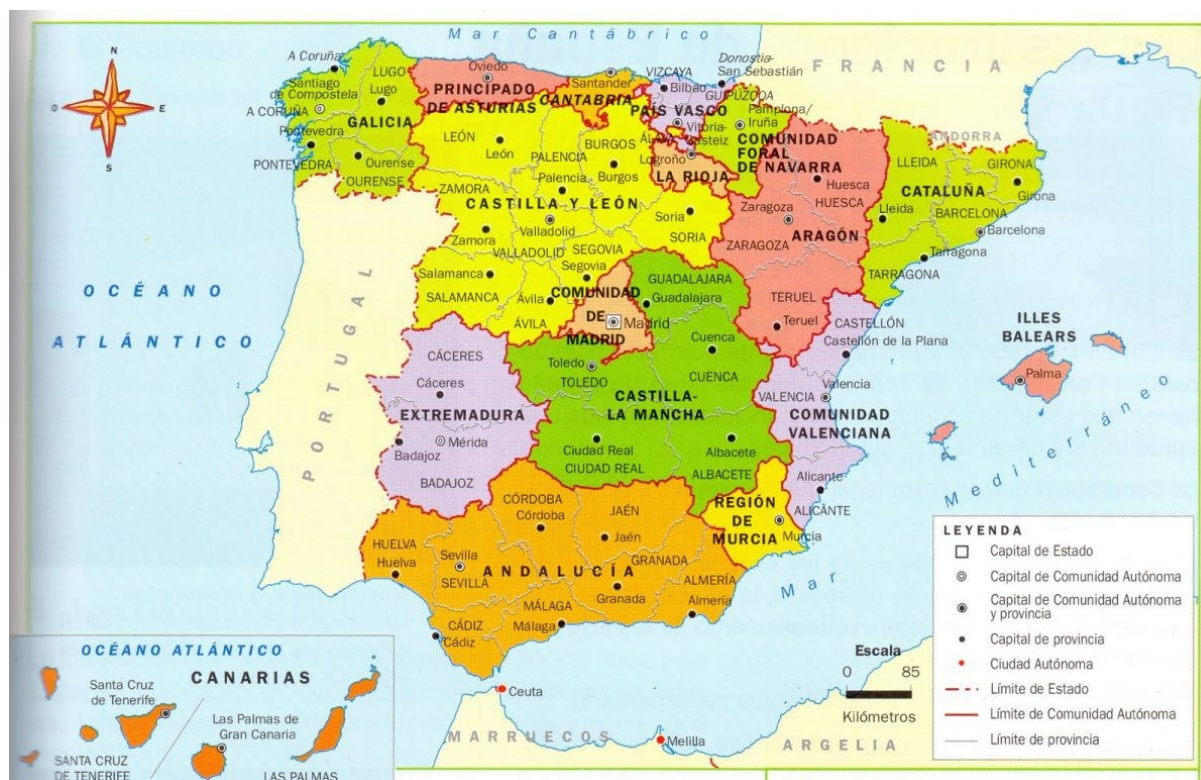 Mar Cantábrico
FRANCIA
ANDORRA
PORTUGAL
OCÉANO
ATLÁNTICO
Mar Mediterráneo
MARRUECOS
ARGELIA
N
O
E
S
A Coruña
Santiago
de Compostela
A CORUÑA
LUGO
Lugo
GALICIA
Pontevedra
PONTEVEDRA
Ourense
OURENSE
Oviedo
PRINCIPADO
DE ASTURIAS
Santander
CANTABRIA
VIZCAYA
Bilbao
Donostia-
San Sebastián
GUIPÚZCOA
PAÍS VASCO
ÁLAVA
Vitoria-
Gasteiz
Pamplona/
Iruña
COMUNIDAD
FORAL
DE NAVARRA
Logroño
LA RIOJA
LEÓN
León
PALENCIA
Palencia
BURGOS
Burgos
ZAMORA
Zamora
CASTILLA Y LEÓN
Valladolid
VALLADOLID
Soria
SORIA
SEGOVIA
Segovia
Salamanca
SALAMANCA
Ávila
ÁVILA
Huesca
HUESCA
Zaragoza
ZARAGOZA
ARAGÓN
TERUEL
Teruel
LLEIDA
Lleida
GIRONA
Girona
CATALUÑA
BARCELONA
Barcelona
Tarragona
TARRAGONA
COMUNIDAD
DE
MADRID
Madrid
GUADALAJARA
Guadalajara
Cuenca
CUENCA
Toledo
TOLEDO
CASTILLA-
LA MANCHA
Ciudad Real
CIUDAD REAL
Albacete
ALBACETE
CÁCERES
Cáceres
EXTREMADURA
Mérida
Badajoz
BADAJOZ
CASTELLÓN
Castellón de la Plana
Valencia
VALENCIA
COMUNIDAD
VALENCIANA
Alicante
ALICANTE
ILLES
BALEARS
Palma
REGIÓN
DE
MURCIA
Murcia
CÓRDOBA
Córdoba
JAÉN
Jaén
HUELVA
Huelva
Sevilla
SEVILLA
ANDALUCÍA
GRANADA
Granada
ALMERÍA
Almería
MÁLAGA
Málaga
CÁDIZ
Cádiz
Ceuta
Melilla
OCÉANO ATLÁNTICO
CANARIAS
Santa Cruz
de Tenerife
Las Palmas de
Gran Canaria
SANTA CRUZ
DE TENERIFE
LAS PALMAS
Escala
0 85
Kilómetros
LEYENDA
Capital de Estado
Capital de Comunidad Autónoma
Capital de Comunidad Autónoma
y provincia
Capital de provincia
Ciudad Autónoma
Límite de Estado
Límite de Comunidad Autónoma
Límite de provincia